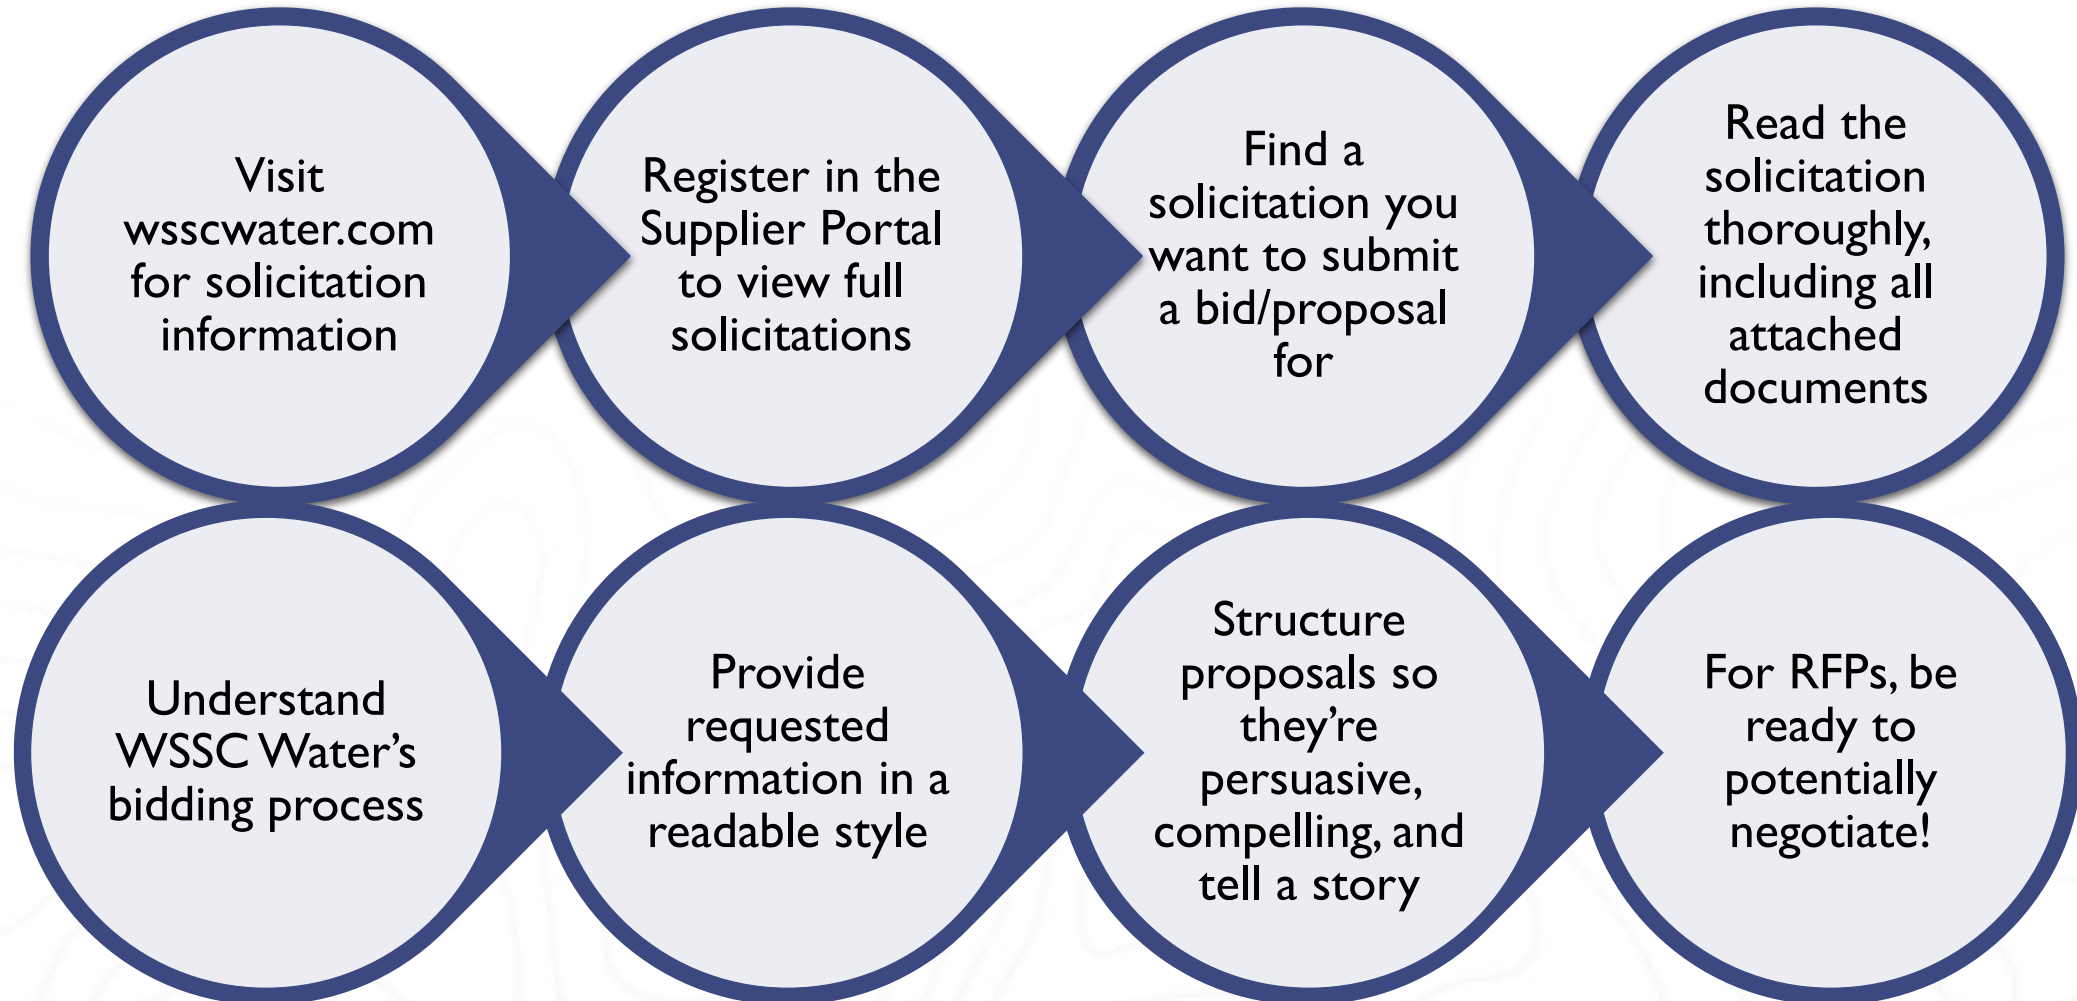 Visit
wsscwater.com
for solicitation
information
Register in the
Supplier Portal
to view full
solicitations
Find a
solicitation you
want to submit
a bid/proposal
for
Read the
solicitation
thoroughly,
including all
attached
documents
Understand
WSSC Water’s
bidding process
Provide
requested
information in a
readable style
Structure
proposals so
they’re
persuasive,
compelling, and
tell a story
For RFPs, be
ready to
potentially
negotiate!